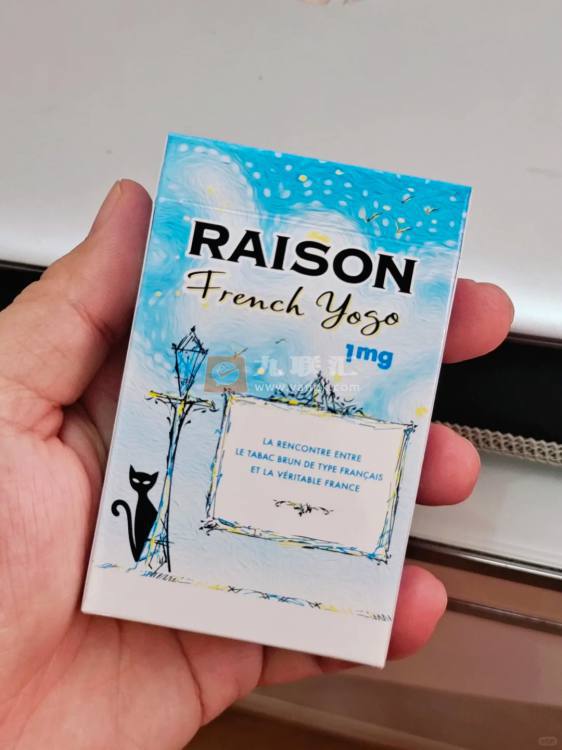 RAISON
French Yogo
1mg
九联汇
LA RENCONTRE ENTRE
LE TABAC BRUN DE TYPE FRANÇAIS
ET LA VÉRITABLE FRANCE